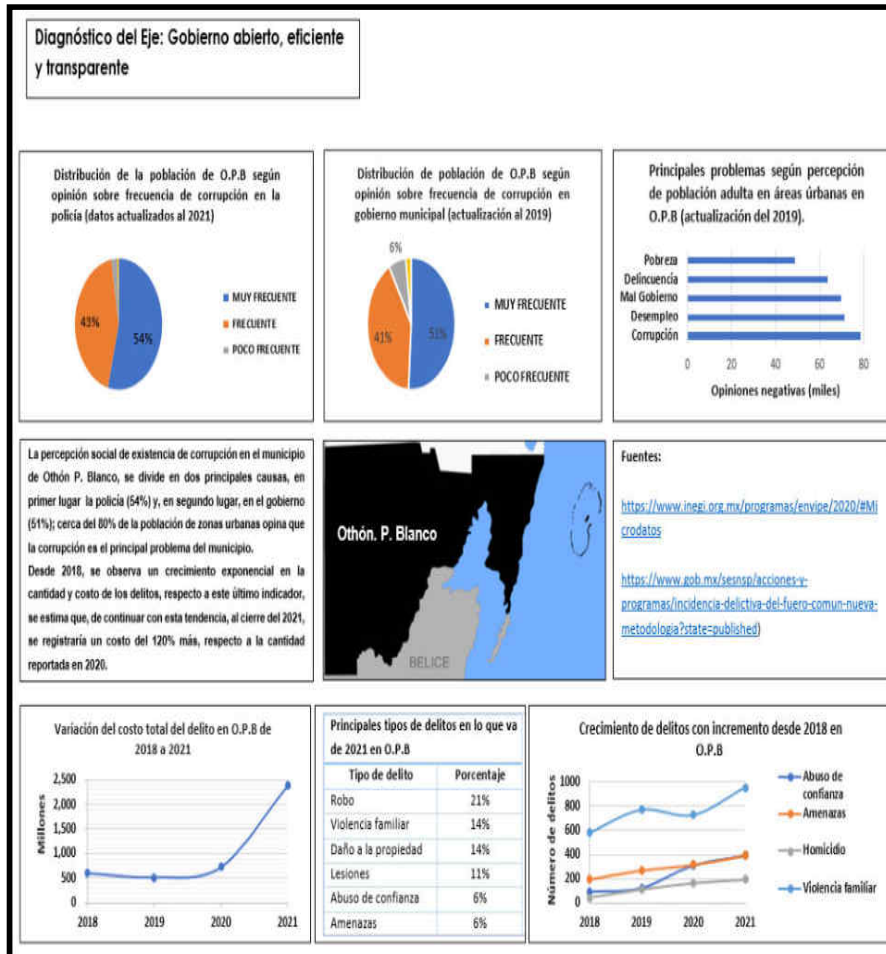 Diagnóstico del Eje: Gobierno abierto, eficiente
y transparente
Distribución de la población de O.P.B según
opinión sobre frecuencia de corrupción en la
policía (datos actualizados al 2021)
43%
54%
MUY FRECUENTE
FRECUENTE
POCO FRECUENTE
Distribución de población de O.P.B según
opinión sobre frecuencia de corrupción en
gobierno municipal (actualización al 2019)
6%
41%
51%
MUY FRECUENTE
FRECUENTE
POCO FRECUENTE
Principales problemas según percepción
de población adulta en áreas úrbanas en
O.P.B (actualización del 2019).
Pobreza
Delincuencia
Mal Gobierno
Desempleo
Corrupción
0 20 40 60 80
Opiniones negativas (miles)
La percepción social de existencia de corrupción en el municipio
de Othón P. Blanco, se divide en dos principales causas, en
primer lugar la policía (54%) y, en segundo lugar, en el gobierno
(51%); cerca del 80% de la población de zonas urbanas opina que
la corrupción es el principal problema del municipio.
Desde 2018, se observa un crecimiento exponencial en la
cantidad y costo de los delitos, respecto a este último indicador,
se estima que, de continuar con esta tendencia, al cierre del 2021,
se registraría un costo del 120% más, respecto a la cantidad
reportada en 2020.
Othón. P. Blanco
BELICE
Fuentes:
https://www.inegi.org.mx/programas/envipe/2020/#Mi
crodatos
https://www.gob.mx/sesnsp/acciones-y-
programas/incidencia-delictiva-del-fuero-comun-nueva-
metodologia?state=published)
Variación del costo total del delito en O.P.B de
2018 a 2021
Millones
2,500
2,000
1,500
1,000
500
0
2018 2019 2020 2021
Principales tipos de delitos en lo que va
de 2021 en O.P.B
Tipo de delito Porcentaje
Robo 21%
Violencia familiar 14%
Daño a la propiedad 14%
Lesiones 11%
Abuso de confianza 6%
Amenazas 6%
Crecimiento de delitos con incremento desde 2018 en
O.P.B
Número de delitos
1000
800
600
400
200
0
2018 2019 2020 2021
Abuso de
confianza
Amenazas
Homicidio
Violencia familiar